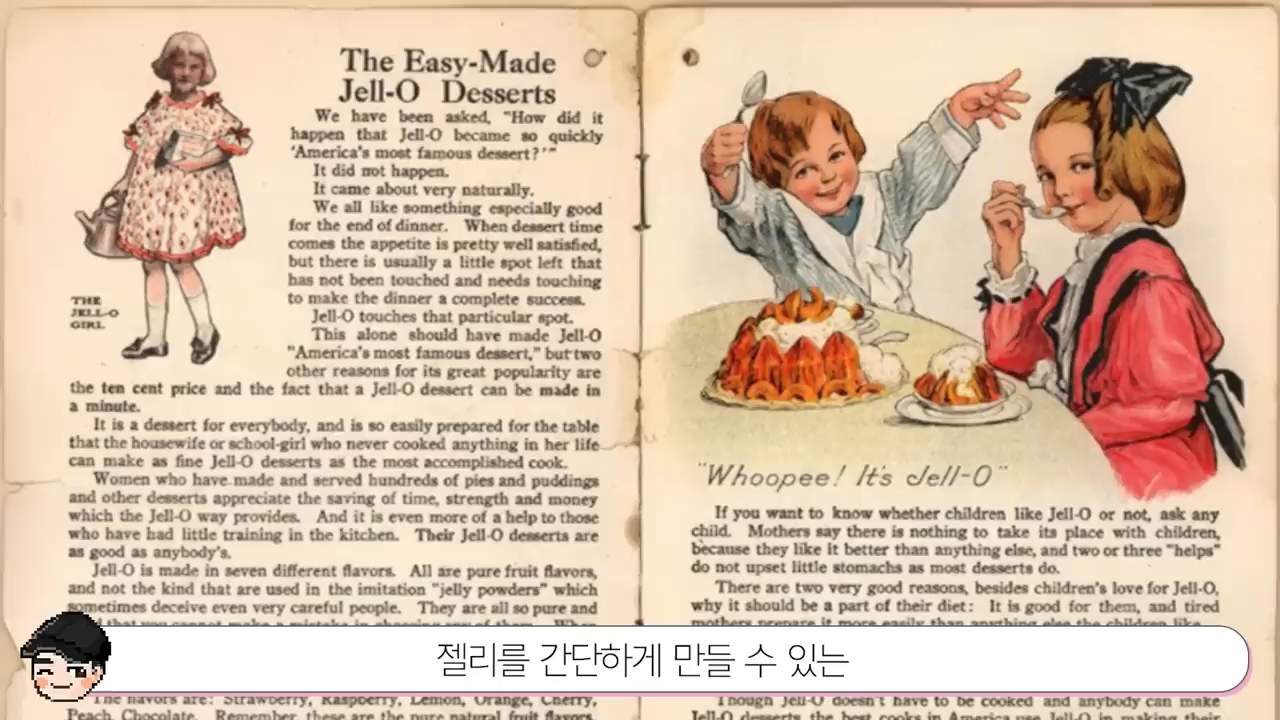 The Easy-Made
Jell-O Desserts
We have been asked, "How did it
happen that Jell-O became so quickly
'America's most famous dessert?'"
It did not happen.
It came about very naturally.
We all like something especially good
for the end of dinner. When dessert time
comes the appetite is pretty well satisfied,
but there is usually a little spot left that
has not been touched and needs touching
to make the dinner a complete success.
Jell-O touches that particular spot.
This alone should have made Jell-O
"America's most famous dessert," but two
other reasons for its great popularity are
the ten cent price and the fact that a Jell-O dessert can be made in
a minute.
It is a dessert for everybody, and is so easily prepared for the table
that the housewife or school-girl who never cooked anything in her life
can make as fine Jell-O desserts as the most accomplished cook.
Women who have made and served hundreds of pies and puddings
and other desserts appreciate the saving of time, strength and money
which the Jell-O way provides. And it is even more of a help to those
who have had little training in the kitchen. Their Jell-O desserts are
as good as anybody's.
Jell-O is made in seven different flavors. All are pure fruit flavors,
and not the kind that are used in the imitation "jelly powders" which
sometimes deceive even very careful people. They are all so pure and
The flavors are: Strawberry, Raspberry, Lemon, Orange, Cherry,
Peach, Chocolate. Remember, these are the pure natural fruit flavors,
THE
JELL-O
GIRL
"Whoopee! It's Jell-O"
If you want to know whether children like Jell-O or not, ask any
child. Mothers say there is nothing to take its place with children,
because they like it better than anything else, and two or three "helps"
do not upset little stomachs as most desserts do.
There are two very good reasons, besides children's love for Jell-O,
why it should be a part of their diet: It is good for them, and tired
mothers prepare it more easily than anything else the children like.
Though Jell-O doesn't have to be cooked and anybody can make
Jell-O desserts, the best cooks in America use Jell-O in making
젤리를 간단하게 만들 수 있는